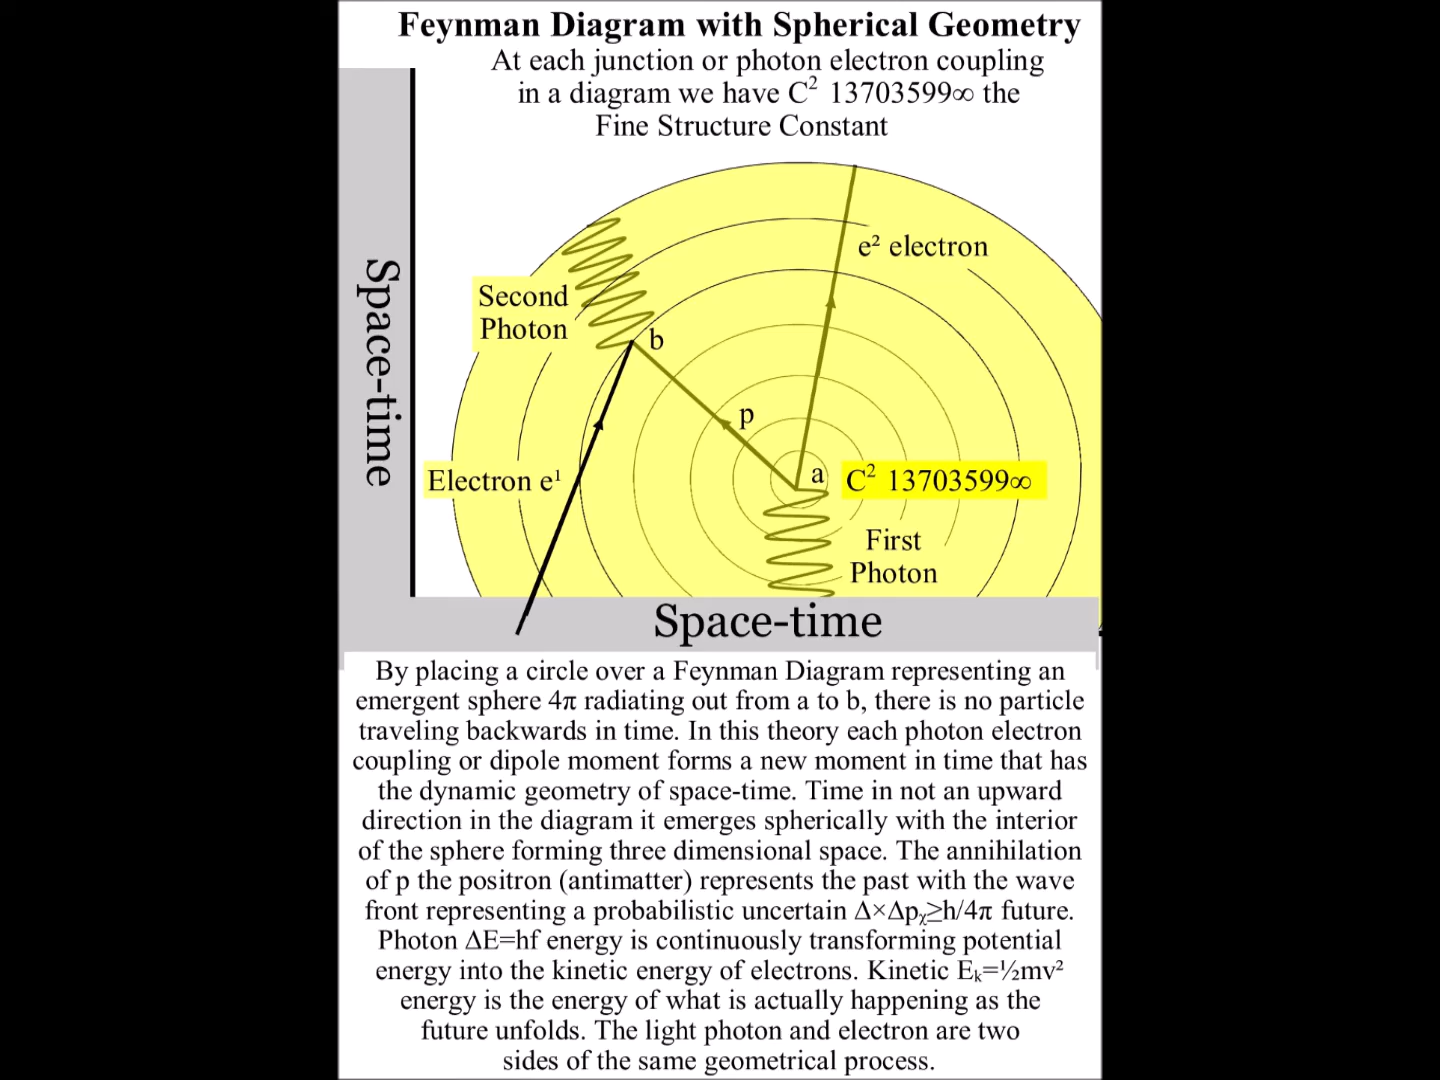 Feynman Diagram with Spherical Geometry
At each junction or photon electron coupling
in a diagram we have C² 13703599∞ the
Fine Structure Constant
Space-time
e² electron
Second
Photon
b
p
Electron e¹
a
C² 13703599∞
First
Photon
Space-time
By placing a circle over a Feynman Diagram representing an
emergent sphere 4π radiating out from a to b, there is no particle
traveling backwards in time. In this theory each photon electron
coupling or dipole moment forms a new moment in time that has
the dynamic geometry of space-time. Time in not an upward
direction in the diagram it emerges spherically with the interior
of the sphere forming three dimensional space. The annihilation
of p the positron (antimatter) represents the past with the wave
front representing a probabilistic uncertain Δ×Δpᵪ≥h/4π future.
Photon ΔE=hf energy is continuously transforming potential
energy into the kinetic energy of electrons. Kinetic Eₖ=½mv²
energy is the energy of what is actually happening as the
future unfolds. The light photon and electron are two
sides of the same geometrical process.